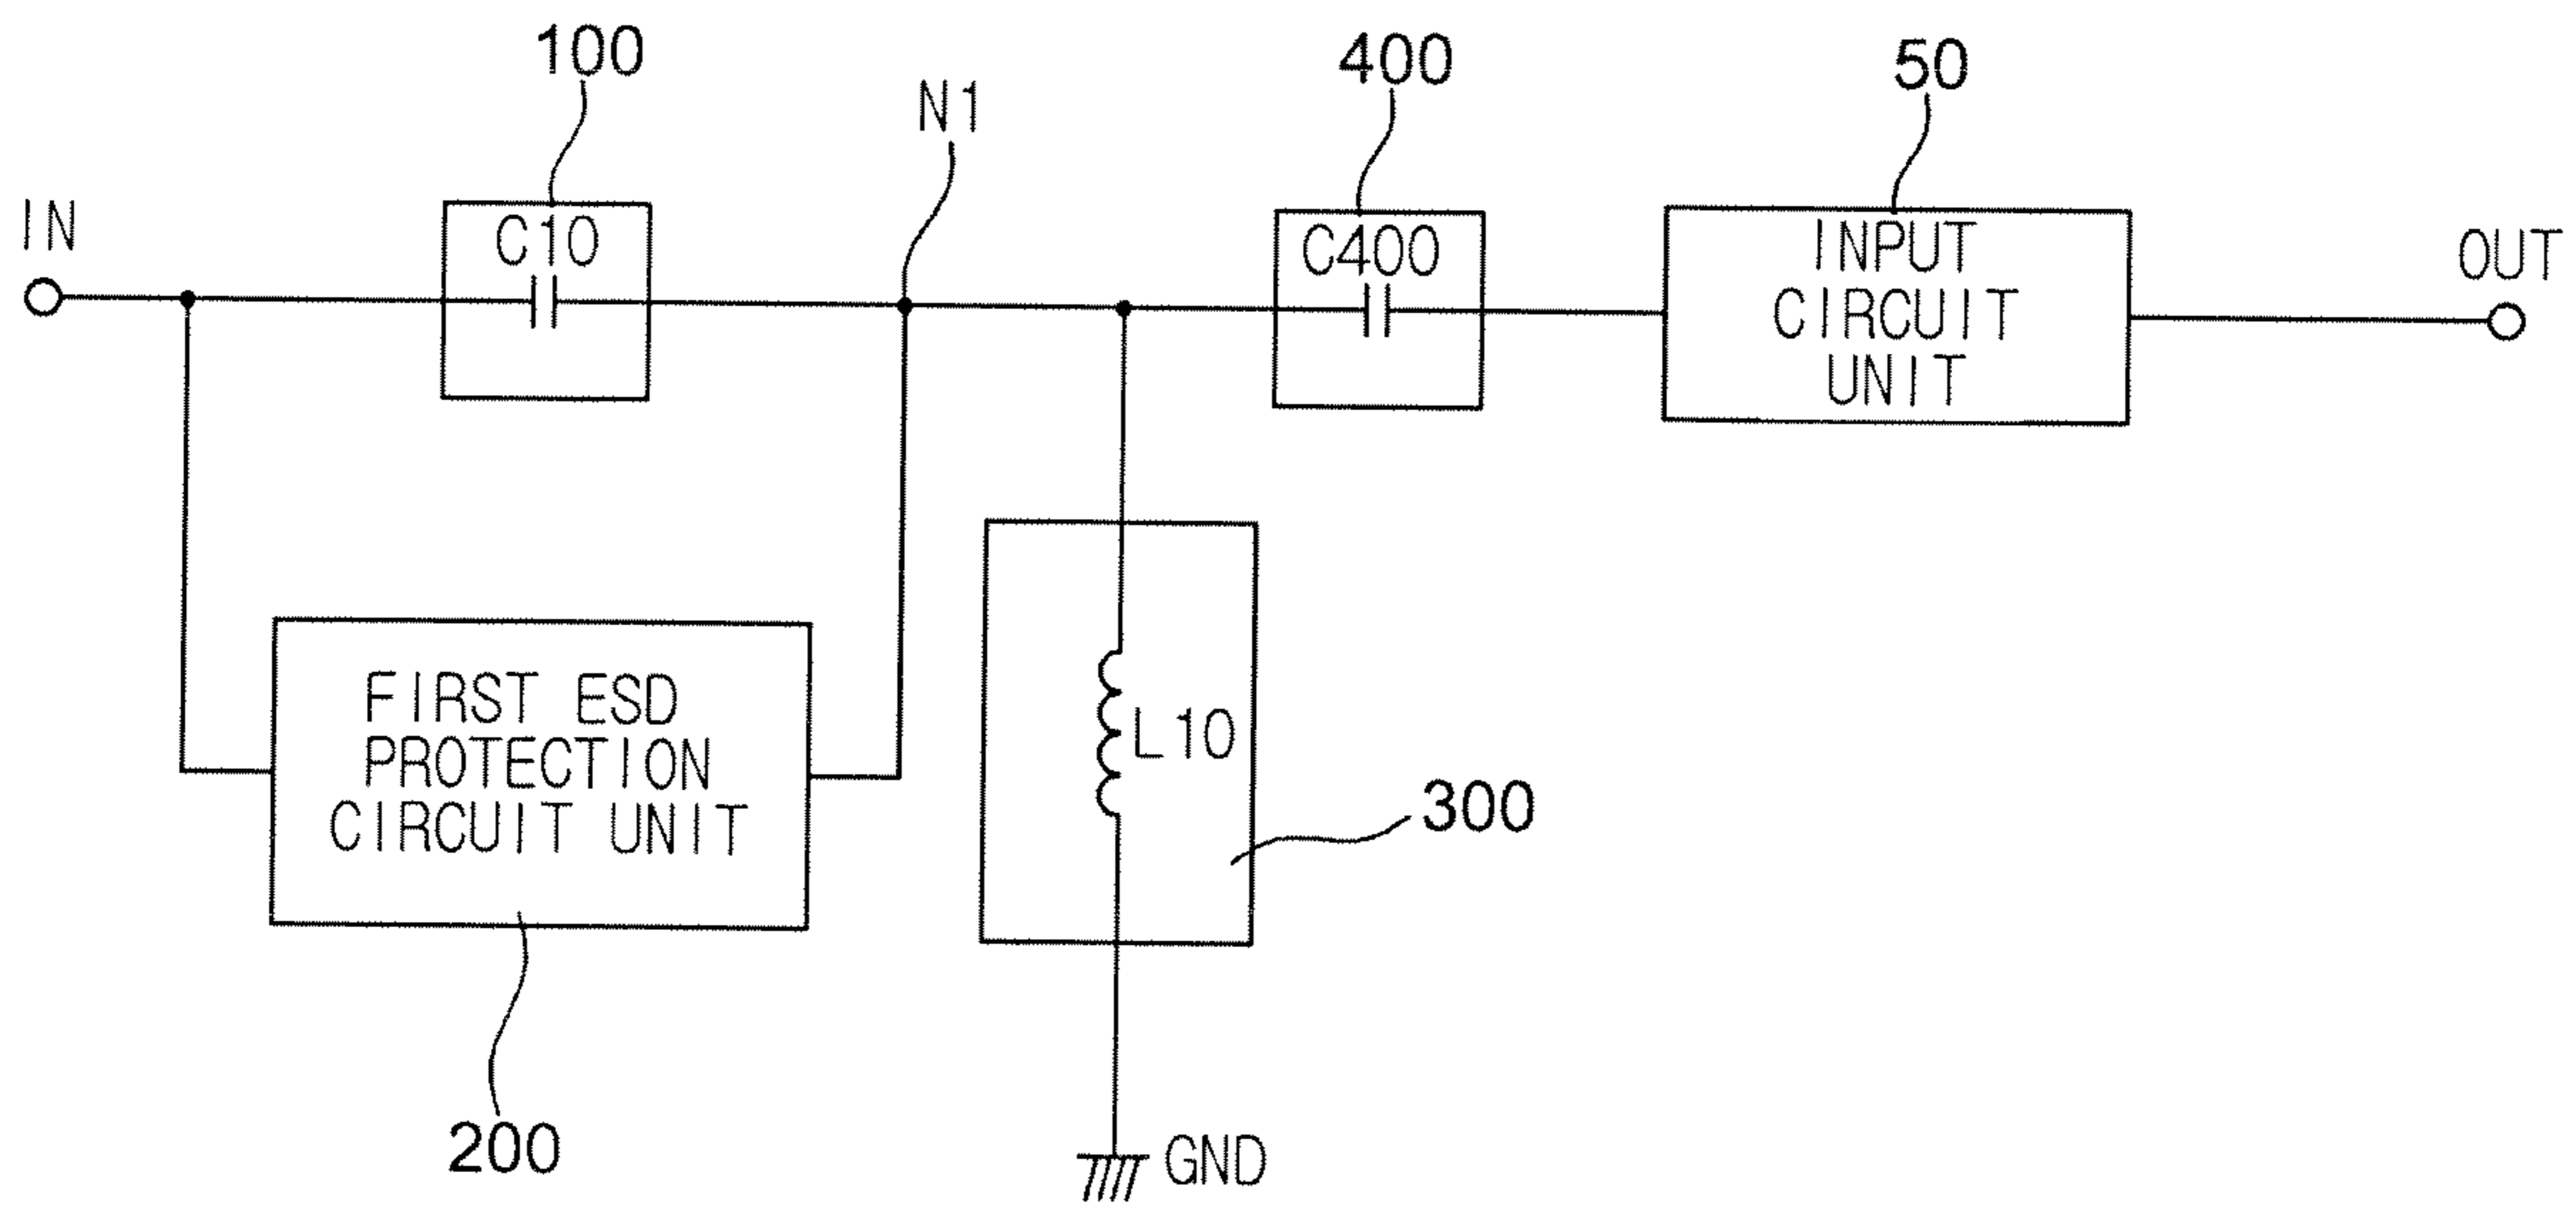 100
400
50
N1
IN
C10
C400
INPUT
CIRCUIT
UNIT
OUT
FIRST ESD
PROTECTION
CIRCUIT UNIT
L10
300
200
GND